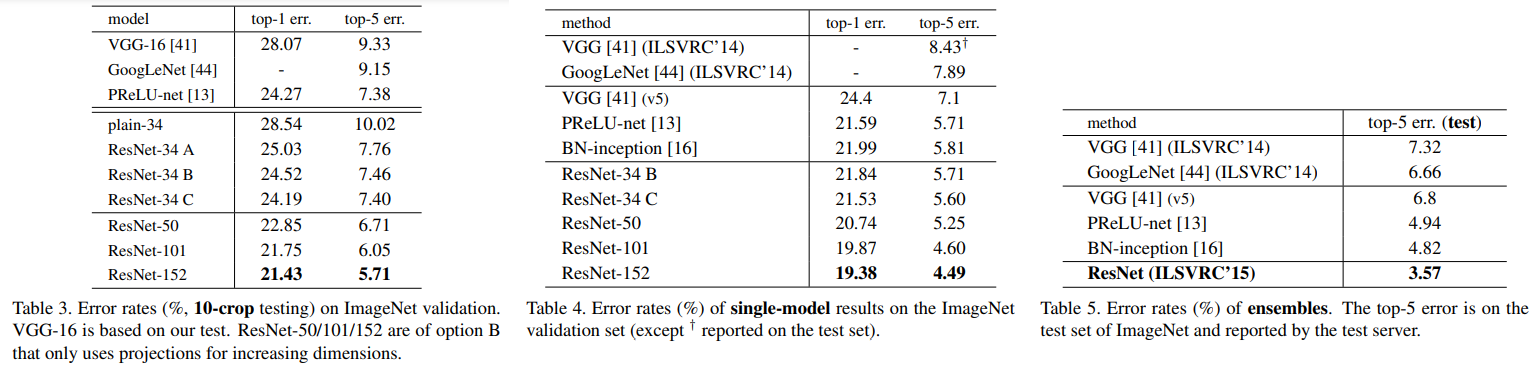 model top-1 err. top-5 err.
VGG-16 [41] 28.07 9.33
GoogLeNet [44] - 9.15
PReLU-net [13] 24.27 7.38
plain-34 28.54 10.02
ResNet-34 A 25.03 7.76
ResNet-34 B 24.52 7.46
ResNet-34 C 24.19 7.40
ResNet-50 22.85 6.71
ResNet-101 21.75 6.05
ResNet-152 21.43 5.71
Table 3. Error rates (%, 10-crop testing) on ImageNet validation.
VGG-16 is based on our test. ResNet-50/101/152 are of option B
that only uses projections for increasing dimensions.
method top-1 err. top-5 err.
VGG [41] (ILSVRC'14) - 8.43†
GoogLeNet [44] (ILSVRC'14) - 7.89
VGG [41] (v5) 24.4 7.1
PReLU-net [13] 21.59 5.71
BN-inception [16] 21.99 5.81
ResNet-34 B 21.84 5.71
ResNet-34 C 21.53 5.60
ResNet-50 20.74 5.25
ResNet-101 19.87 4.60
ResNet-152 19.38 4.49
Table 4. Error rates (%) of single-model results on the ImageNet
validation set (except † reported on the test set).
method top-5 err. (test)
VGG [41] (ILSVRC'14) 7.32
GoogLeNet [44] (ILSVRC'14) 6.66
VGG [41] (v5) 6.8
PReLU-net [13] 4.94
BN-inception [16] 4.82
ResNet (ILSVRC'15) 3.57
Table 5. Error rates (%) of ensembles. The top-5 error is on the
test set of ImageNet and reported by the test server.